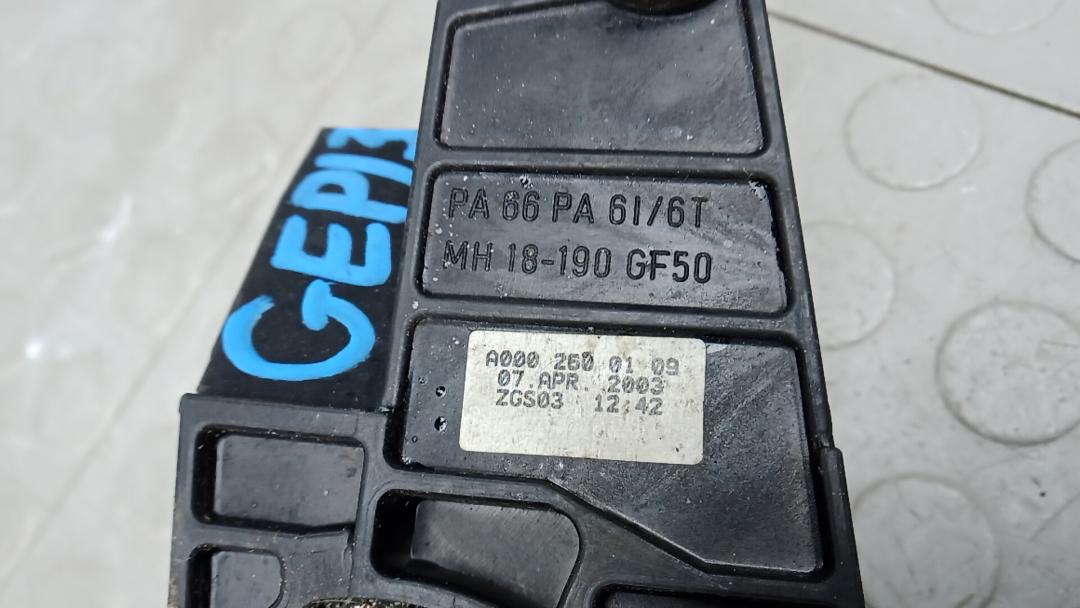 GEP13
PA 66 PA 6I/6T
MH 18-190 GF50
A000 260 01 09
07.APR. 2003
ZGS03 12:42